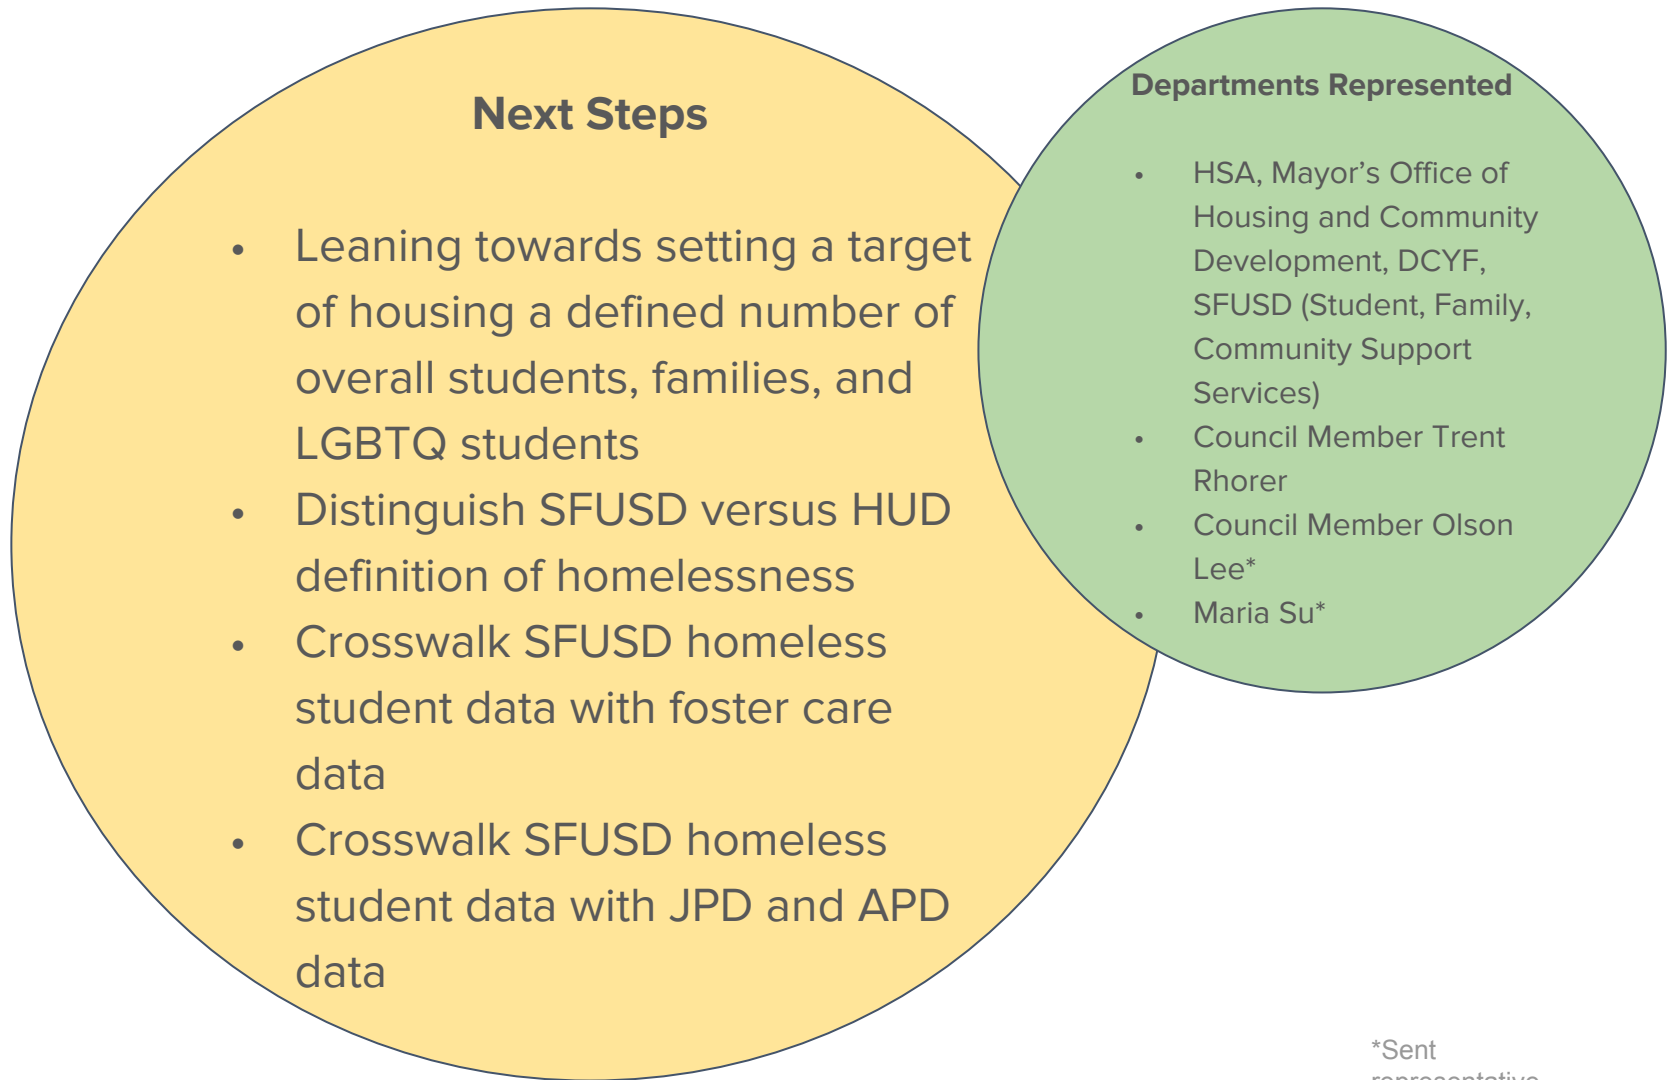 Next Steps
• Leaning towards setting a target
of housing a defined number of
overall students, families, and
LGBTQ students
• Distinguish SFUSD versus HUD
definition of homelessness
• Crosswalk SFUSD homeless
student data with foster care
data
• Crosswalk SFUSD homeless
student data with JPD and APD
data
Departments Represented
• HSA, Mayor’s Office of
Housing and Community
Development, DCYF,
SFUSD (Student, Family,
Community Support
Services)
• Council Member Trent
Rhorer
• Council Member Olson
Lee*
• Maria Su*
*Sent
representative